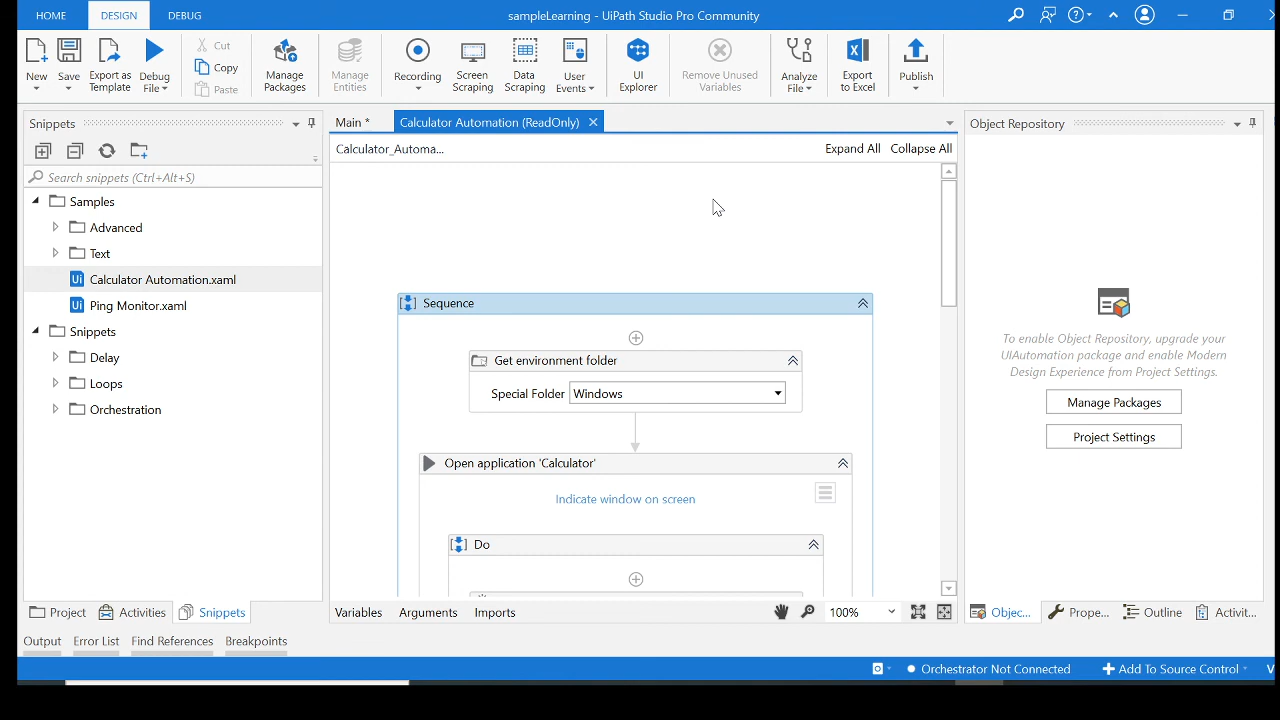 HOME DESIGN DEBUG sampleLearning - UiPath Studio Pro Community
New Save Export as Template Debug File Cut Copy Paste Manage Packages Manage Entities Recording Screen Scraping Data Scraping User Events UI Explorer Remove Unused Variables Analyze File Export to Excel Publish
Snippets
Search snippets (Ctrl+Alt+S)
Samples
Advanced
Text
Calculator Automation.xaml
Ping Monitor.xaml
Snippets
Delay
Loops
Orchestration
Project Activities Snippets
Main * Calculator Automation (ReadOnly)
Calculator_Automa... Expand All Collapse All
Sequence
Get environment folder
Special Folder Windows
Open application 'Calculator'
Indicate window on screen
Do
Variables Arguments Imports 100%
Object Repository
To enable Object Repository, upgrade your
UIAutomation package and enable Modern
Design Experience from Project Settings.
Manage Packages
Project Settings
Objec... Prope... Outline Activit...
Output Error List Find References Breakpoints
Orchestrator Not Connected Add To Source Control